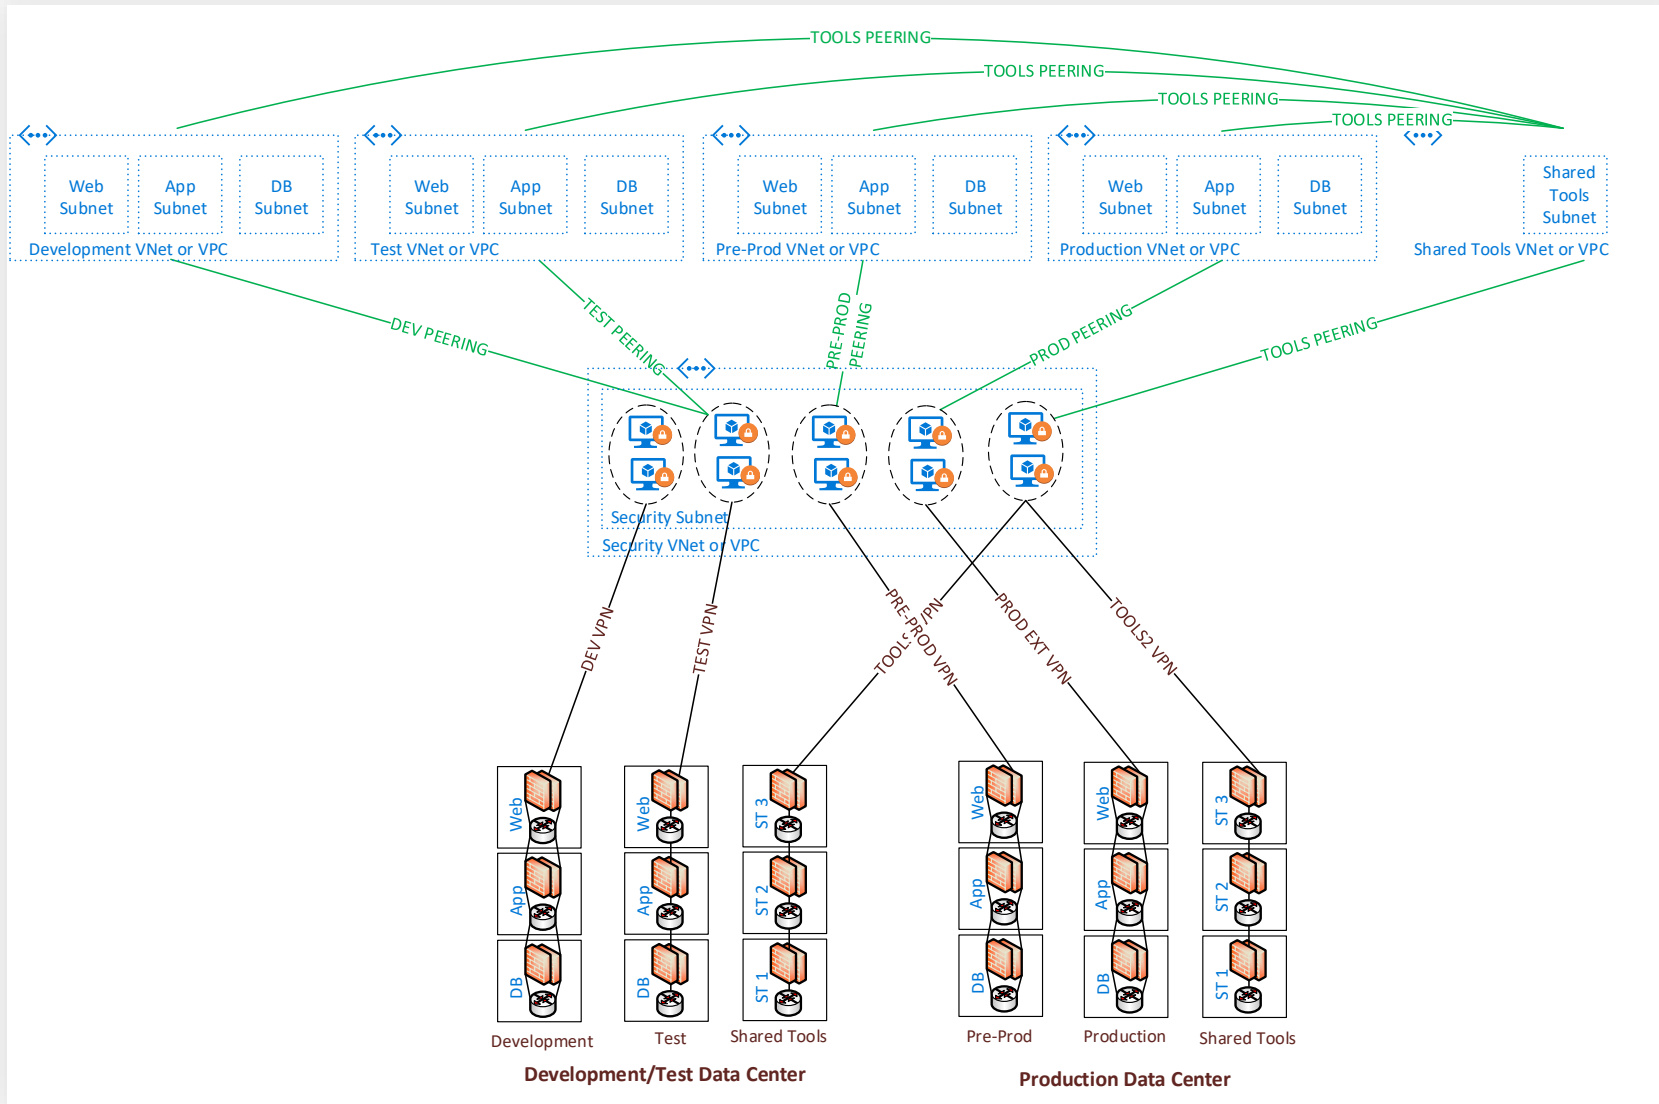 TOOLS PEERING
TOOLS PEERING
TOOLS PEERING
TOOLS PEERING
Web
Subnet
App
Subnet
DB
Subnet
Development VNet or VPC
Web
Subnet
App
Subnet
DB
Subnet
Test VNet or VPC
Web
Subnet
App
Subnet
DB
Subnet
Pre-Prod VNet or VPC
Web
Subnet
App
Subnet
DB
Subnet
Production VNet or VPC
Shared
Tools
Subnet
Shared Tools VNet or VPC
DEV PEERING
TEST PEERING
PRE-PROD
PEERING
PROD PEERING
TOOLS PEERING
Security Subnet
Security VNet or VPC
DEV VPN
TEST VPN
TOOLS
PRE-PROD VPN
PROD EXT VPN
TOOLS2 VPN
Web
App
DB
Development
Web
App
DB
Test
ST 3
ST 2
ST 1
Shared Tools
Development/Test Data Center
Web
App
DB
Pre-Prod
Web
App
DB
Production
ST 3
ST 2
ST 1
Shared Tools
Production Data Center